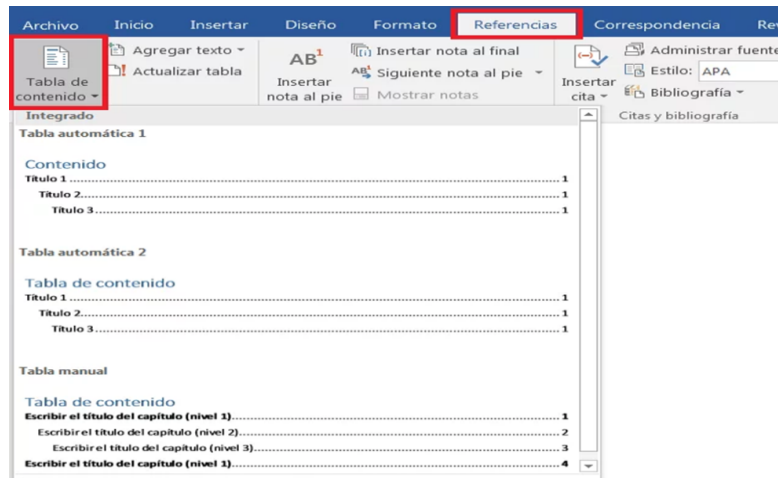 Archivo Inicio Insertar Diseño Formato Referencias Correspondencia Re
Tabla de contenido
Agregar texto
Actualizar tabla
AB1
Insertar nota al pie
Insertar nota al final
AB1 Siguiente nota al pie
Mostrar notas
Insertar cita
Administrar fuente
Estilo: APA
Bibliografía
Citas y bibliografía
Integrado
Tabla automática 1
Contenido
Título 1 ........ 1
Título 2........ 1
Título 3........ 1
Tabla automática 2
Tabla de contenido
Título 1 ........ 1
Título 2........ 1
Título 3........ 1
Tabla manual
Tabla de contenido
Escribir el título del capítulo (nivel 1)........ 1
Escribir el título del capítulo (nivel 2)........ 2
Escribir el título del capítulo (nivel 3)........ 3
Escribir el título del capítulo (nivel 1)........ 4